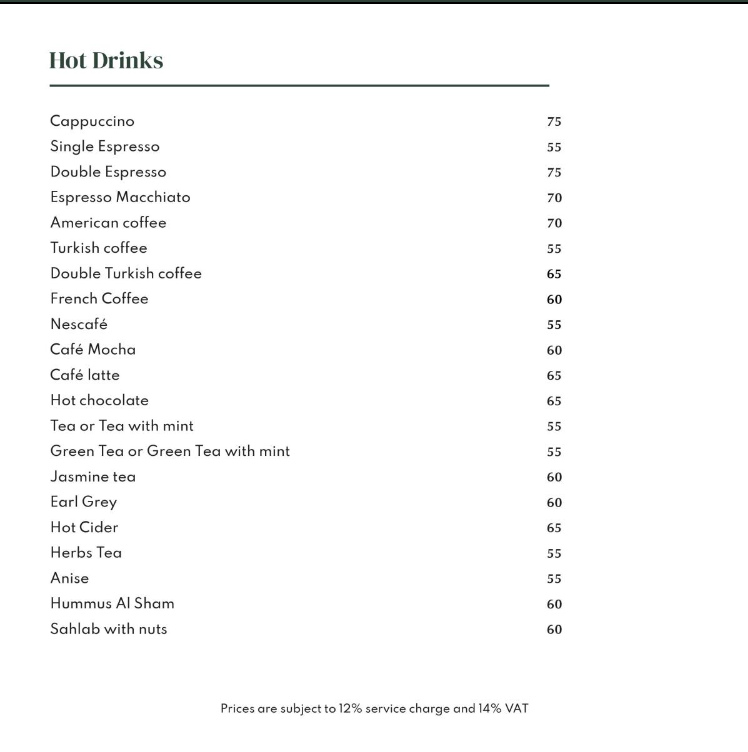 Hot Drinks
Cappuccino 75
Single Espresso 55
Double Espresso 75
Espresso Macchiato 70
American coffee 70
Turkish coffee 55
Double Turkish coffee 65
French Coffee 60
Nescafé 55
Café Mocha 60
Café latte 65
Hot chocolate 65
Tea or Tea with mint 55
Green Tea or Green Tea with mint 55
Jasmine tea 60
Earl Grey 60
Hot Cider 65
Herbs Tea 55
Anise 55
Hummus Al Sham 60
Sahlab with nuts 60
Prices are subject to 12% service charge and 14% VAT